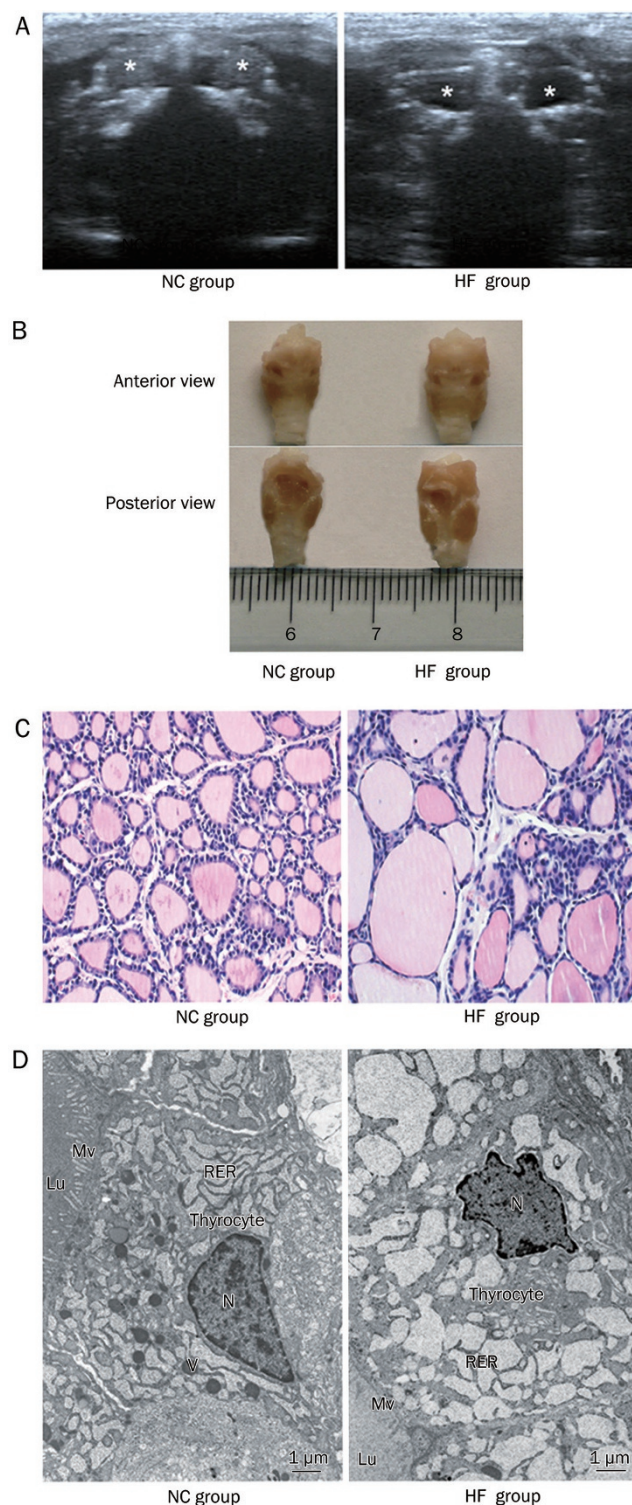 A
* * * *
NC group HF group
B
Anterior view
Posterior view
6 7 8
NC group HF group
C
NC group HF group
D
Mv
RER
Lu
Thyrocyte
N
V
1 μm
NC group
N
Thyrocyte
RER
Mv
Lu
1 μm
HF group